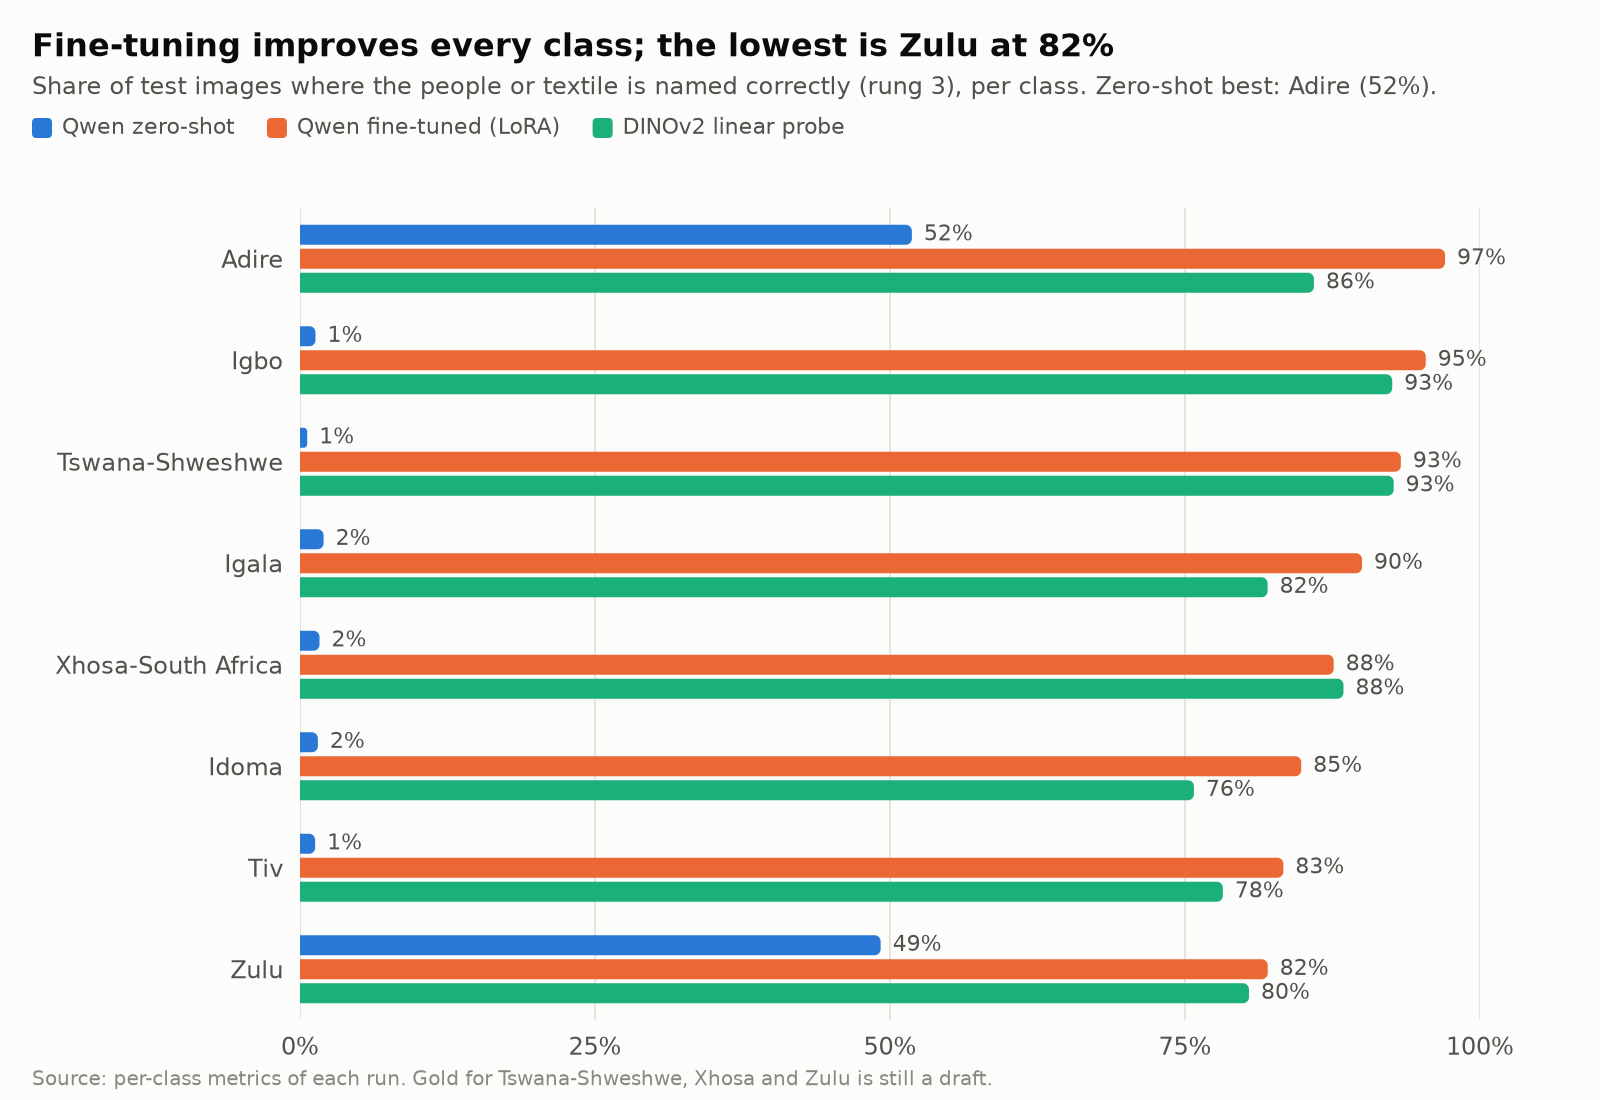 Fine-tuning improves every class; the lowest is Zulu at 82%
Share of test images where the people or textile is named correctly (rung 3), per class. Zero-shot best: Adire (52%).
Qwen zero-shot Qwen fine-tuned (LoRA) DINOv2 linear probe
52%
Adire 97%
86%
1%
Igbo 95%
93%
1%
Tswana-Shweshwe 93%
93%
2%
Igala 90%
82%
2%
Xhosa-South Africa 88%
88%
2%
Idoma 85%
76%
1%
Tiv 83%
78%
49%
Zulu 82%
80%
0% 25% 50% 75% 100%
Source: per-class metrics of each run. Gold for Tswana-Shweshwe, Xhosa and Zulu is still a draft.